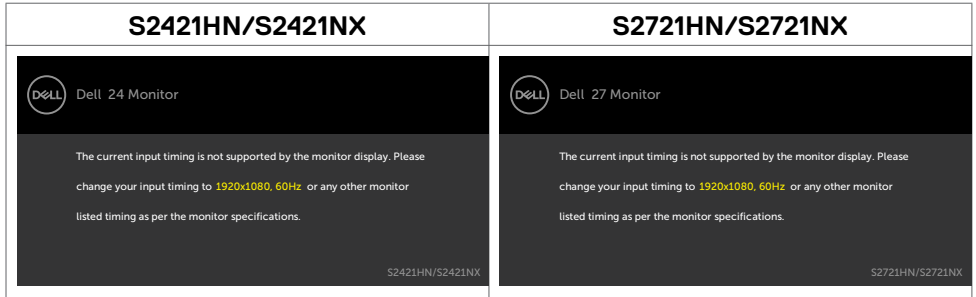 S2421HN/S2421NX
S2721HN/S2721NX
DELL Dell 24 Monitor
The current input timing is not supported by the monitor display. Please
change your input timing to 1920x1080, 60Hz or any other monitor
listed timing as per the monitor specifications.
S2421HN/S2421NX
DELL Dell 27 Monitor
The current input timing is not supported by the monitor display. Please
change your input timing to 1920x1080, 60Hz or any other monitor
listed timing as per the monitor specifications.
S2721HN/S2721NX